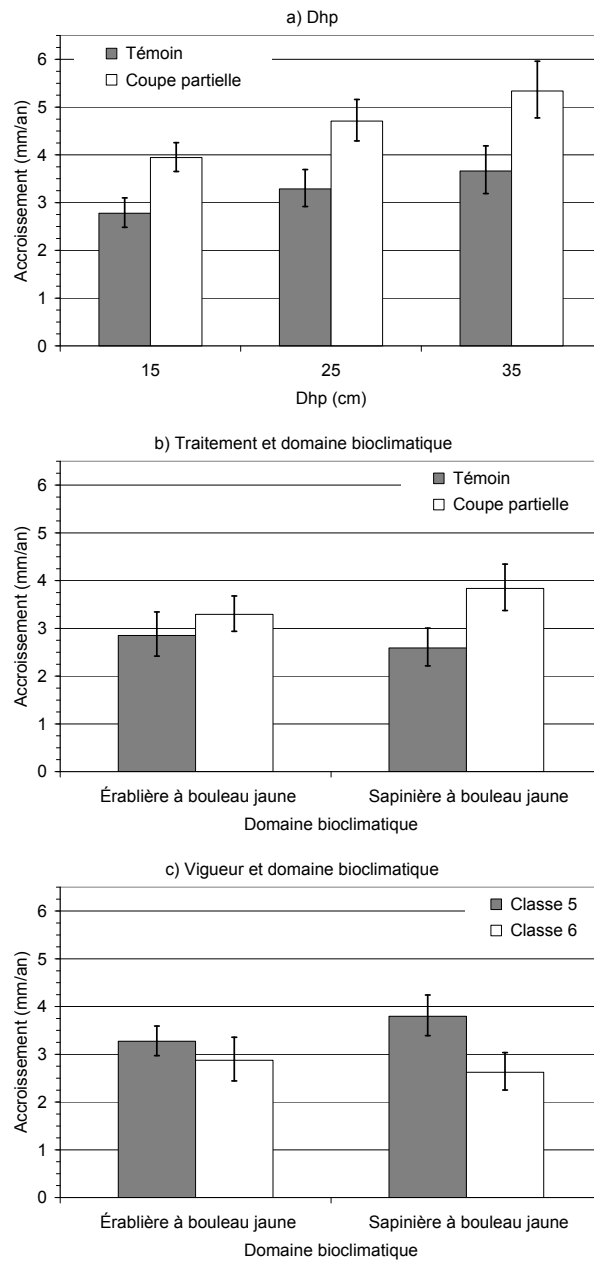 a) Dhp
Témoin
Coupe partielle
Accroissement (mm/an)
6
5
4
3
2
1
0
15 25 35
Dhp (cm)
b) Traitement et domaine bioclimatique
Témoin
Coupe partielle
Accroissement (mm/an)
6
5
4
3
2
1
0
Érablière à bouleau jaune Sapinière à bouleau jaune
Domaine bioclimatique
c) Vigueur et domaine bioclimatique
Classe 5
Classe 6
Accroissement (mm/an)
6
5
4
3
2
1
0
Érablière à bouleau jaune Sapinière à bouleau jaune
Domaine bioclimatique